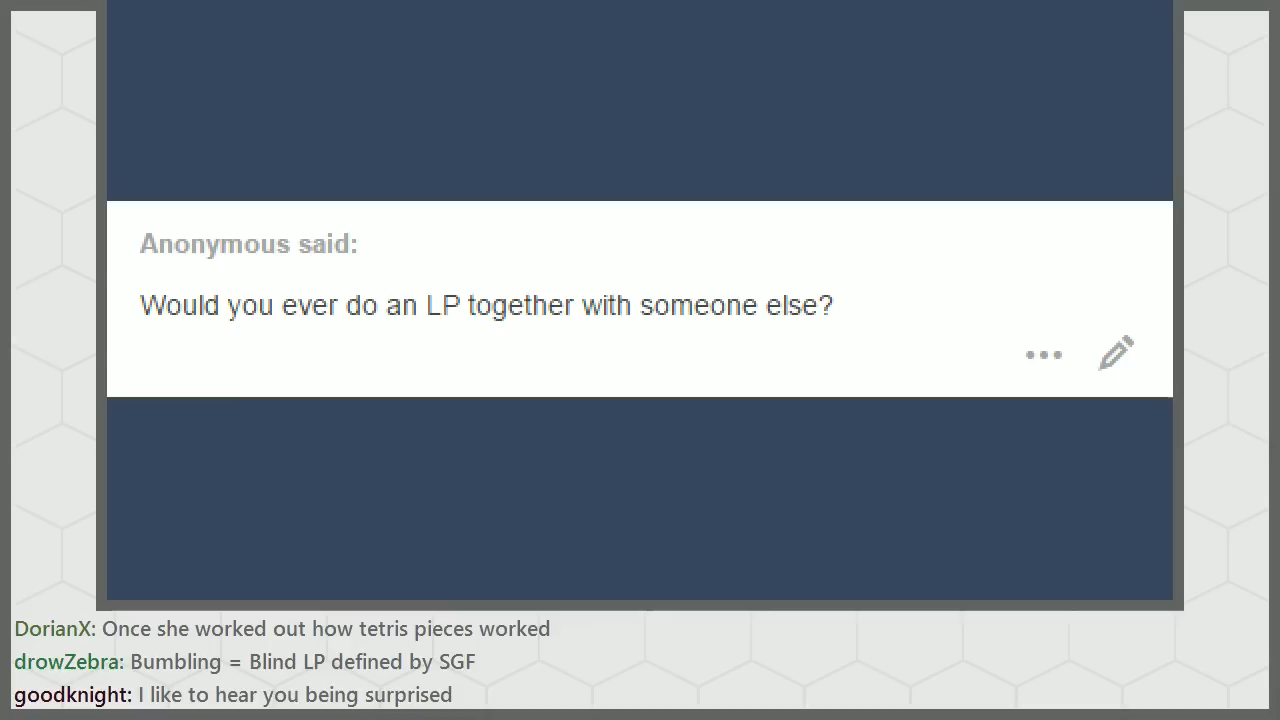 Anonymous said:
Would you ever do an LP together with someone else?
DorianX: Once she worked out how tetris pieces worked
drowZebra: Bumbling = Blind LP defined by SGF
goodknight: I like to hear you being surprised